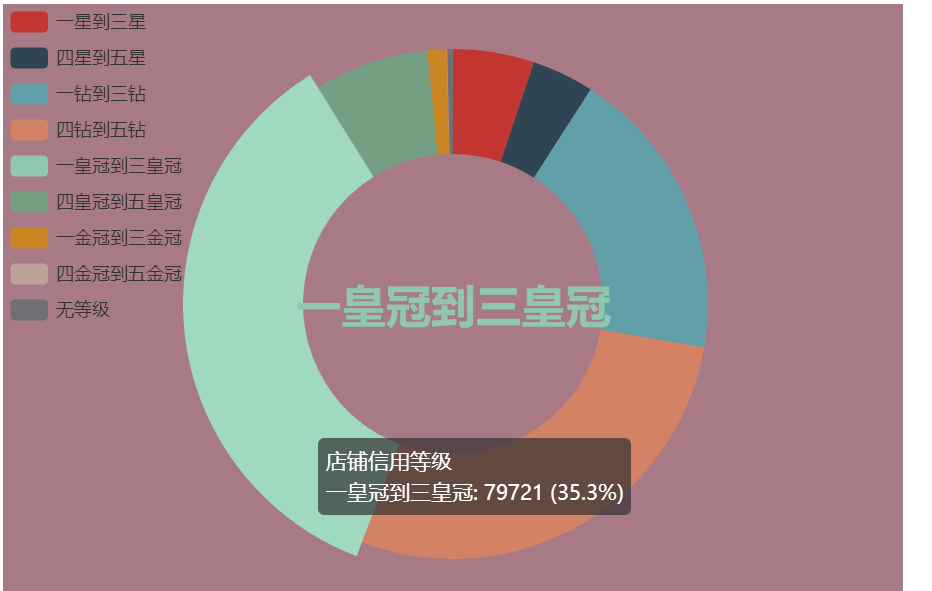 一星到三星
四星到五星
一钻到三钻
四钻到五钻
一皇冠到三皇冠
四皇冠到五皇冠
一金冠到三金冠
四金冠到五金冠
无等级
一皇冠到三皇冠
店铺信用等级
一皇冠到三皇冠: 79721 (35.3%)